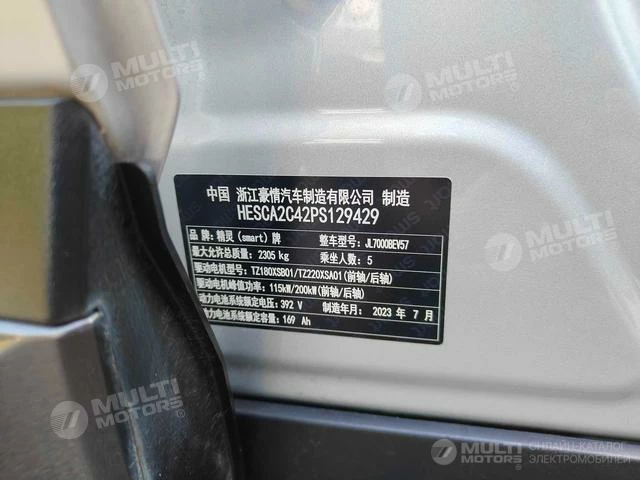 MULTI
MOTORS®
MULTI
MOTORS®
中国 浙江豪情汽车制造有限公司 制造
HESCA2C42PS129429
品牌：精灵(smart)牌 整车型号：JL7000BEV57
最大允许总质量：2305 kg 乘坐人数：5
驱动电机型号：TZ180XSB01/TZ220XSA01(前轴/后轴)
驱动电机峰值功率：115kW/200kW(前轴/后轴)
动力电池系统额定电压：392 V 制造年月：2023 年 7 月
力电池系统额定容量：169 Ah
MULTI
MOTORS®
MULTI
MOTORS®
ОНЛАЙН-КАТАЛОГ
ЭЛЕКТРОМОБИЛЕЙ